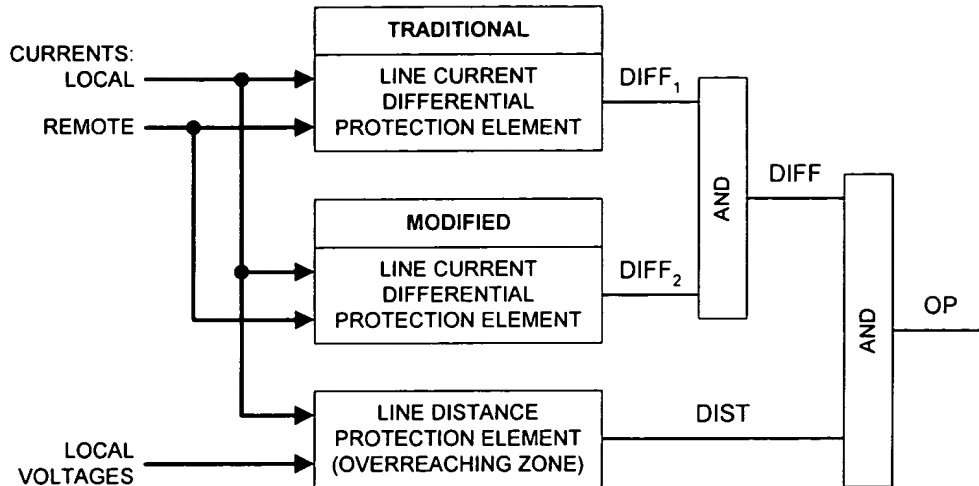 CURRENTS:
LOCAL
REMOTE
TRADITIONAL
LINE CURRENT
DIFFERENTIAL
PROTECTION ELEMENT
DIFF₁
AND
DIFF
MODIFIED
LINE CURRENT
DIFFERENTIAL
PROTECTION ELEMENT
DIFF₂
AND
OP
LINE DISTANCE
PROTECTION ELEMENT
(OVERREACHING ZONE)
DIST
LOCAL
VOLTAGES